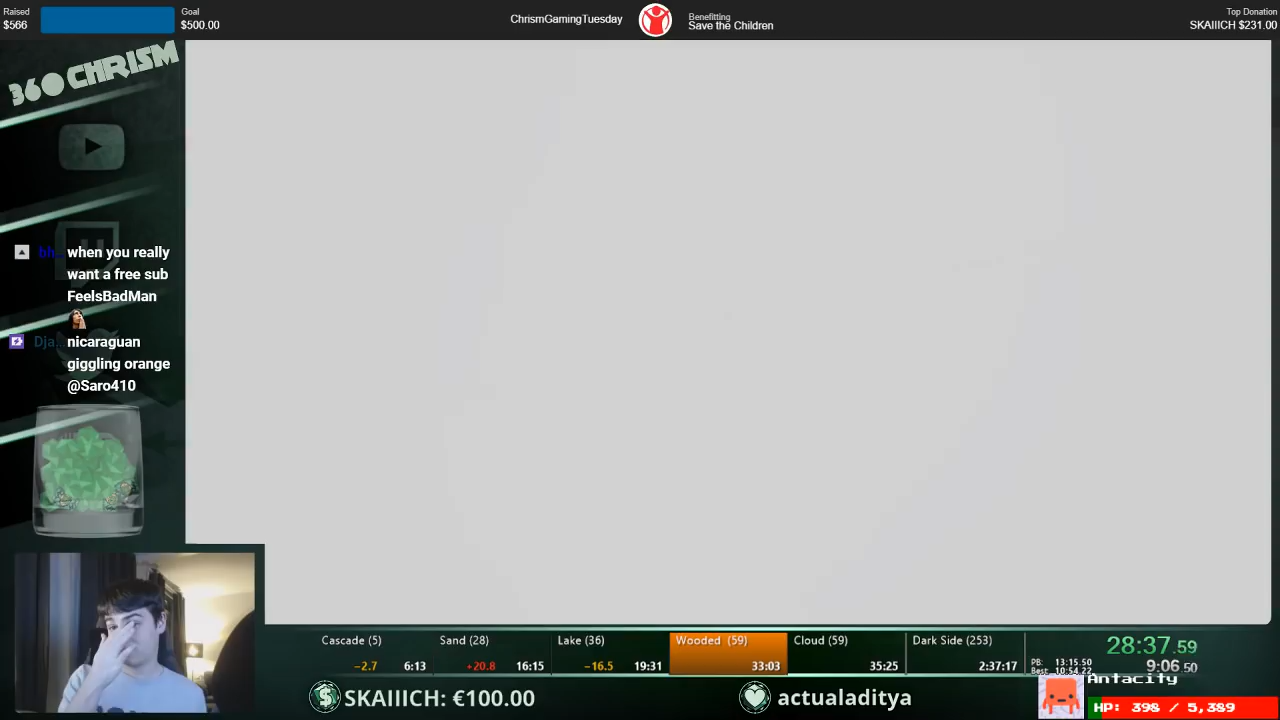 Raised
$566
Goal
$500.00
ChrismGamingTuesday
Benefitting
Save the Children
Top Donation
SKAIIICH $231.00
360CHRISM
bh..
when you really
want a free sub
FeelsBadMan
Dja..
nicaraguan
giggling orange
@Saro410
Cascade (5)
-2.7 6:13
Sand (28)
+20.8 16:15
Lake (36)
-16.5 19:31
Wooded (59)
33:03
Cloud (59)
35:25
Dark Side (253)
2:37:17
28:37.59
PB: 13:15.50
Best: 10:54.22
9:06.50
SKAIIICH: €100.00
actualaditya
Antacity
HP: 398 / 5,389